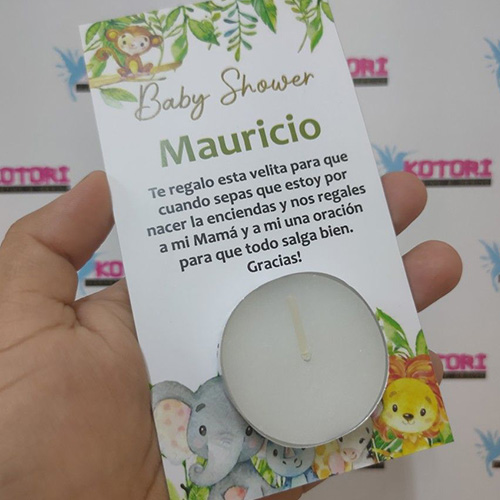 Baby Shower
Mauricio
Te regalo esta velita para que
cuando sepas que estoy por
nacer la enciendas y nos regales
a mi Mamá y a mi una oración
para que todo salga bien.
Gracias!
KOTORI
KOTORI
KOTORI
KOTORI